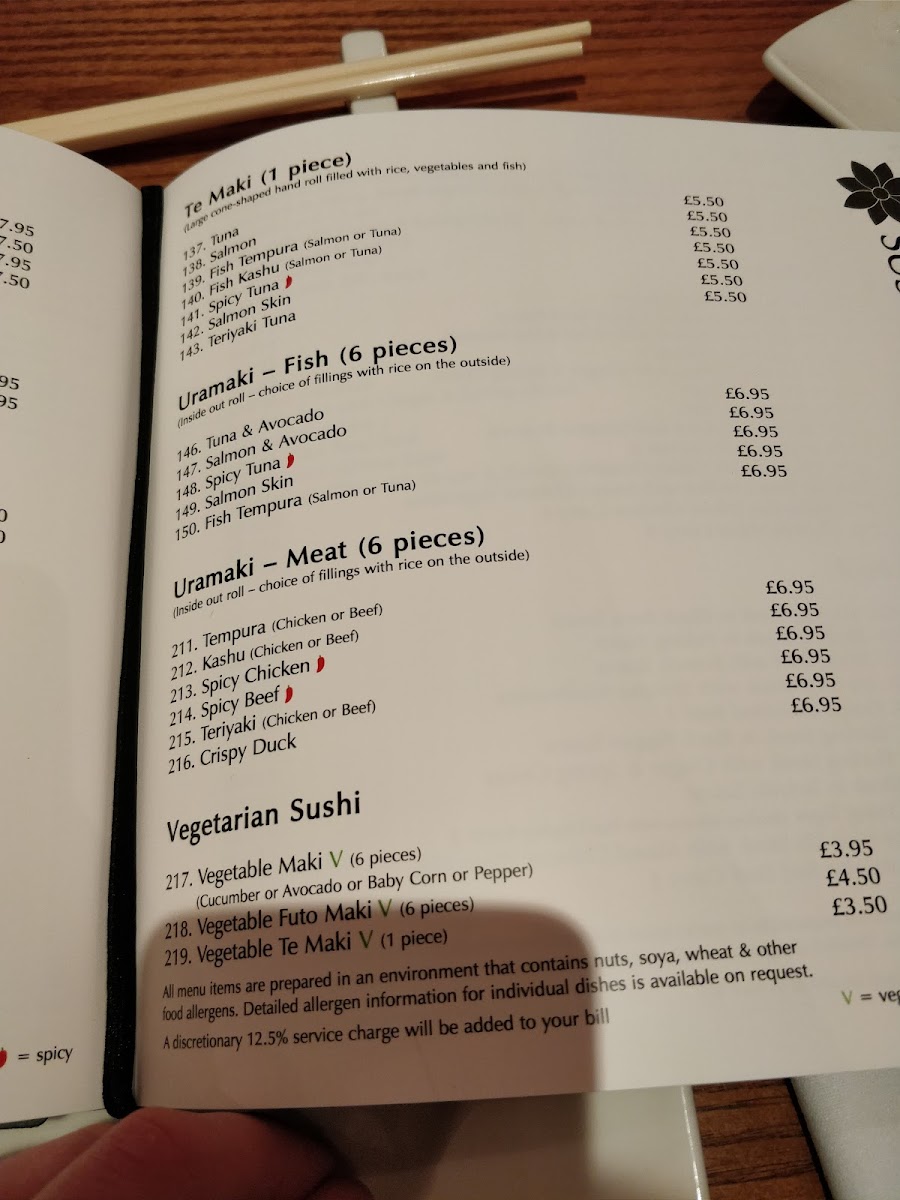 7.95
7.50
7.95
7.50
95
95
0
0
= spicy
Te Maki (1 piece)
(Large cone-shaped hand roll filled with rice, vegetables and fish)
137. Tuna £5.50
138. Salmon £5.50
139. Fish Tempura (Salmon or Tuna) £5.50
140. Fish Kashu (Salmon or Tuna) £5.50
141. Spicy Tuna £5.50
142. Salmon Skin £5.50
143. Teriyaki Tuna £5.50
Uramaki – Fish (6 pieces)
(Inside out roll – choice of fillings with rice on the outside)
146. Tuna & Avocado £6.95
147. Salmon & Avocado £6.95
148. Spicy Tuna £6.95
149. Salmon Skin £6.95
150. Fish Tempura (Salmon or Tuna) £6.95
Uramaki – Meat (6 pieces)
(Inside out roll – choice of fillings with rice on the outside)
211. Tempura (Chicken or Beef) £6.95
212. Kashu (Chicken or Beef) £6.95
213. Spicy Chicken £6.95
214. Spicy Beef £6.95
215. Teriyaki (Chicken or Beef) £6.95
216. Crispy Duck £6.95
Vegetarian Sushi
217. Vegetable Maki V (6 pieces) £3.95
(Cucumber or Avocado or Baby Corn or Pepper)
218. Vegetable Futo Maki V (6 pieces) £4.50
219. Vegetable Te Maki V (1 piece) £3.50
All menu items are prepared in an environment that contains nuts, soya, wheat & other
food allergens. Detailed allergen information for individual dishes is available on request.
V = veg
A discretionary 12.5% service charge will be added to your bill